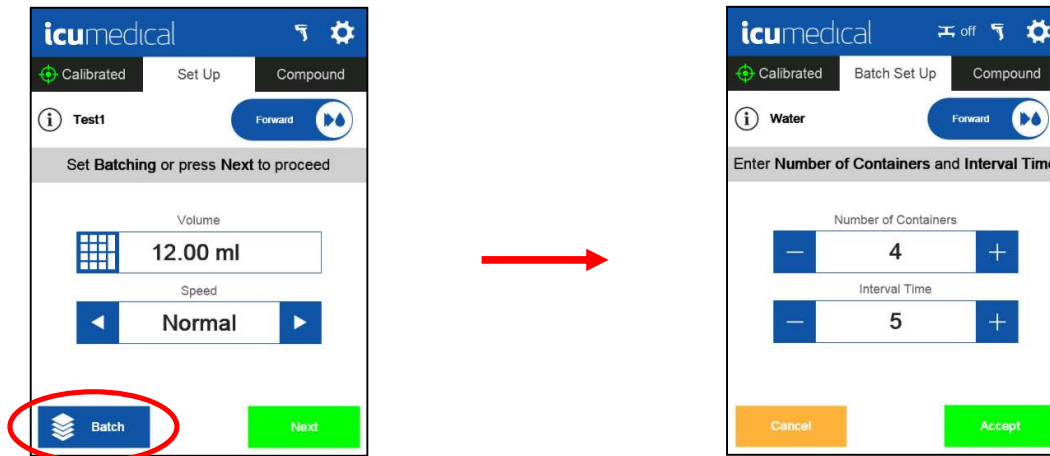 icumedical
Calibrated Set Up Compound
Test1 Forward
Set Batching or press Next to proceed
Volume
12.00 ml
Speed
Normal
Batch Next
icumedical off
Calibrated Batch Set Up Compound
Water Forward
Enter Number of Containers and Interval Time
Number of Containers
4
Interval Time
5
Cancel Accept